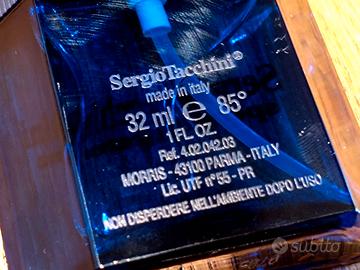 SergioTacchini®
made in italy
32 ml ℮ 85°
1 FL. OZ
Ref. 4.02.042.03
MORRIS - 43100 PARMA - ITALY
Lic. UTF n° 55 - PR
NON DISPERDERE NELL'AMBIENTE DOPO L'USO
subito